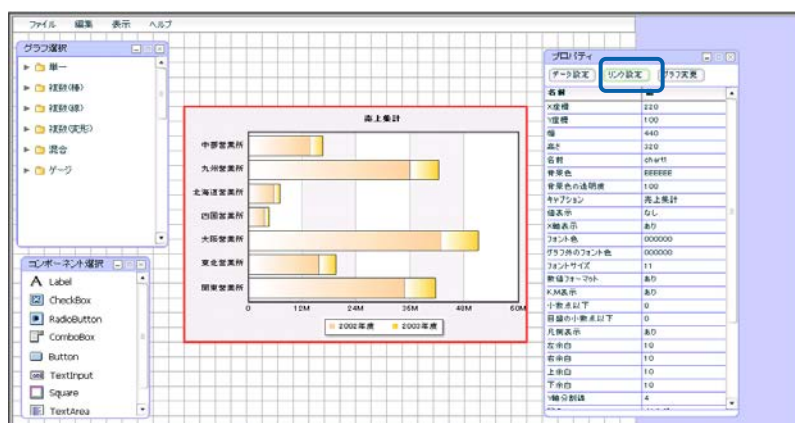 ファイル 編集 表示 ヘルプ
グラフ選択
単一
複数(棒)
複数(線)
複数(変形)
混合
ゲージ
コンポーネント選択
Label
CheckBox
RadioButton
ComboBox
Button
TextInput
Square
TextArea
売上集計
中部営業所
九州営業所
北海道営業所
四国営業所
大阪営業所
東北営業所
関東営業所
0 12M 24M 36M 48M 60M
2002年度 2003年度
プロパティ
データ設定 リンク設定 グラフ変更
名前
X座標 220
Y座標 100
幅 440
高さ 320
名前 chart1
背景色 EEEEEE
背景色の透明度 100
キャプション 売上集計
値表示 なし
X軸表示 あり
フォント色 000000
グラフ外のフォント色 000000
フォントサイズ 11
数値フォーマット あり
K,M表示 あり
小数点以下 0
目盛の小数点以下 0
凡例表示 あり
左余白 10
右余白 10
上余白 10
下余白 10
Y軸分割線 4